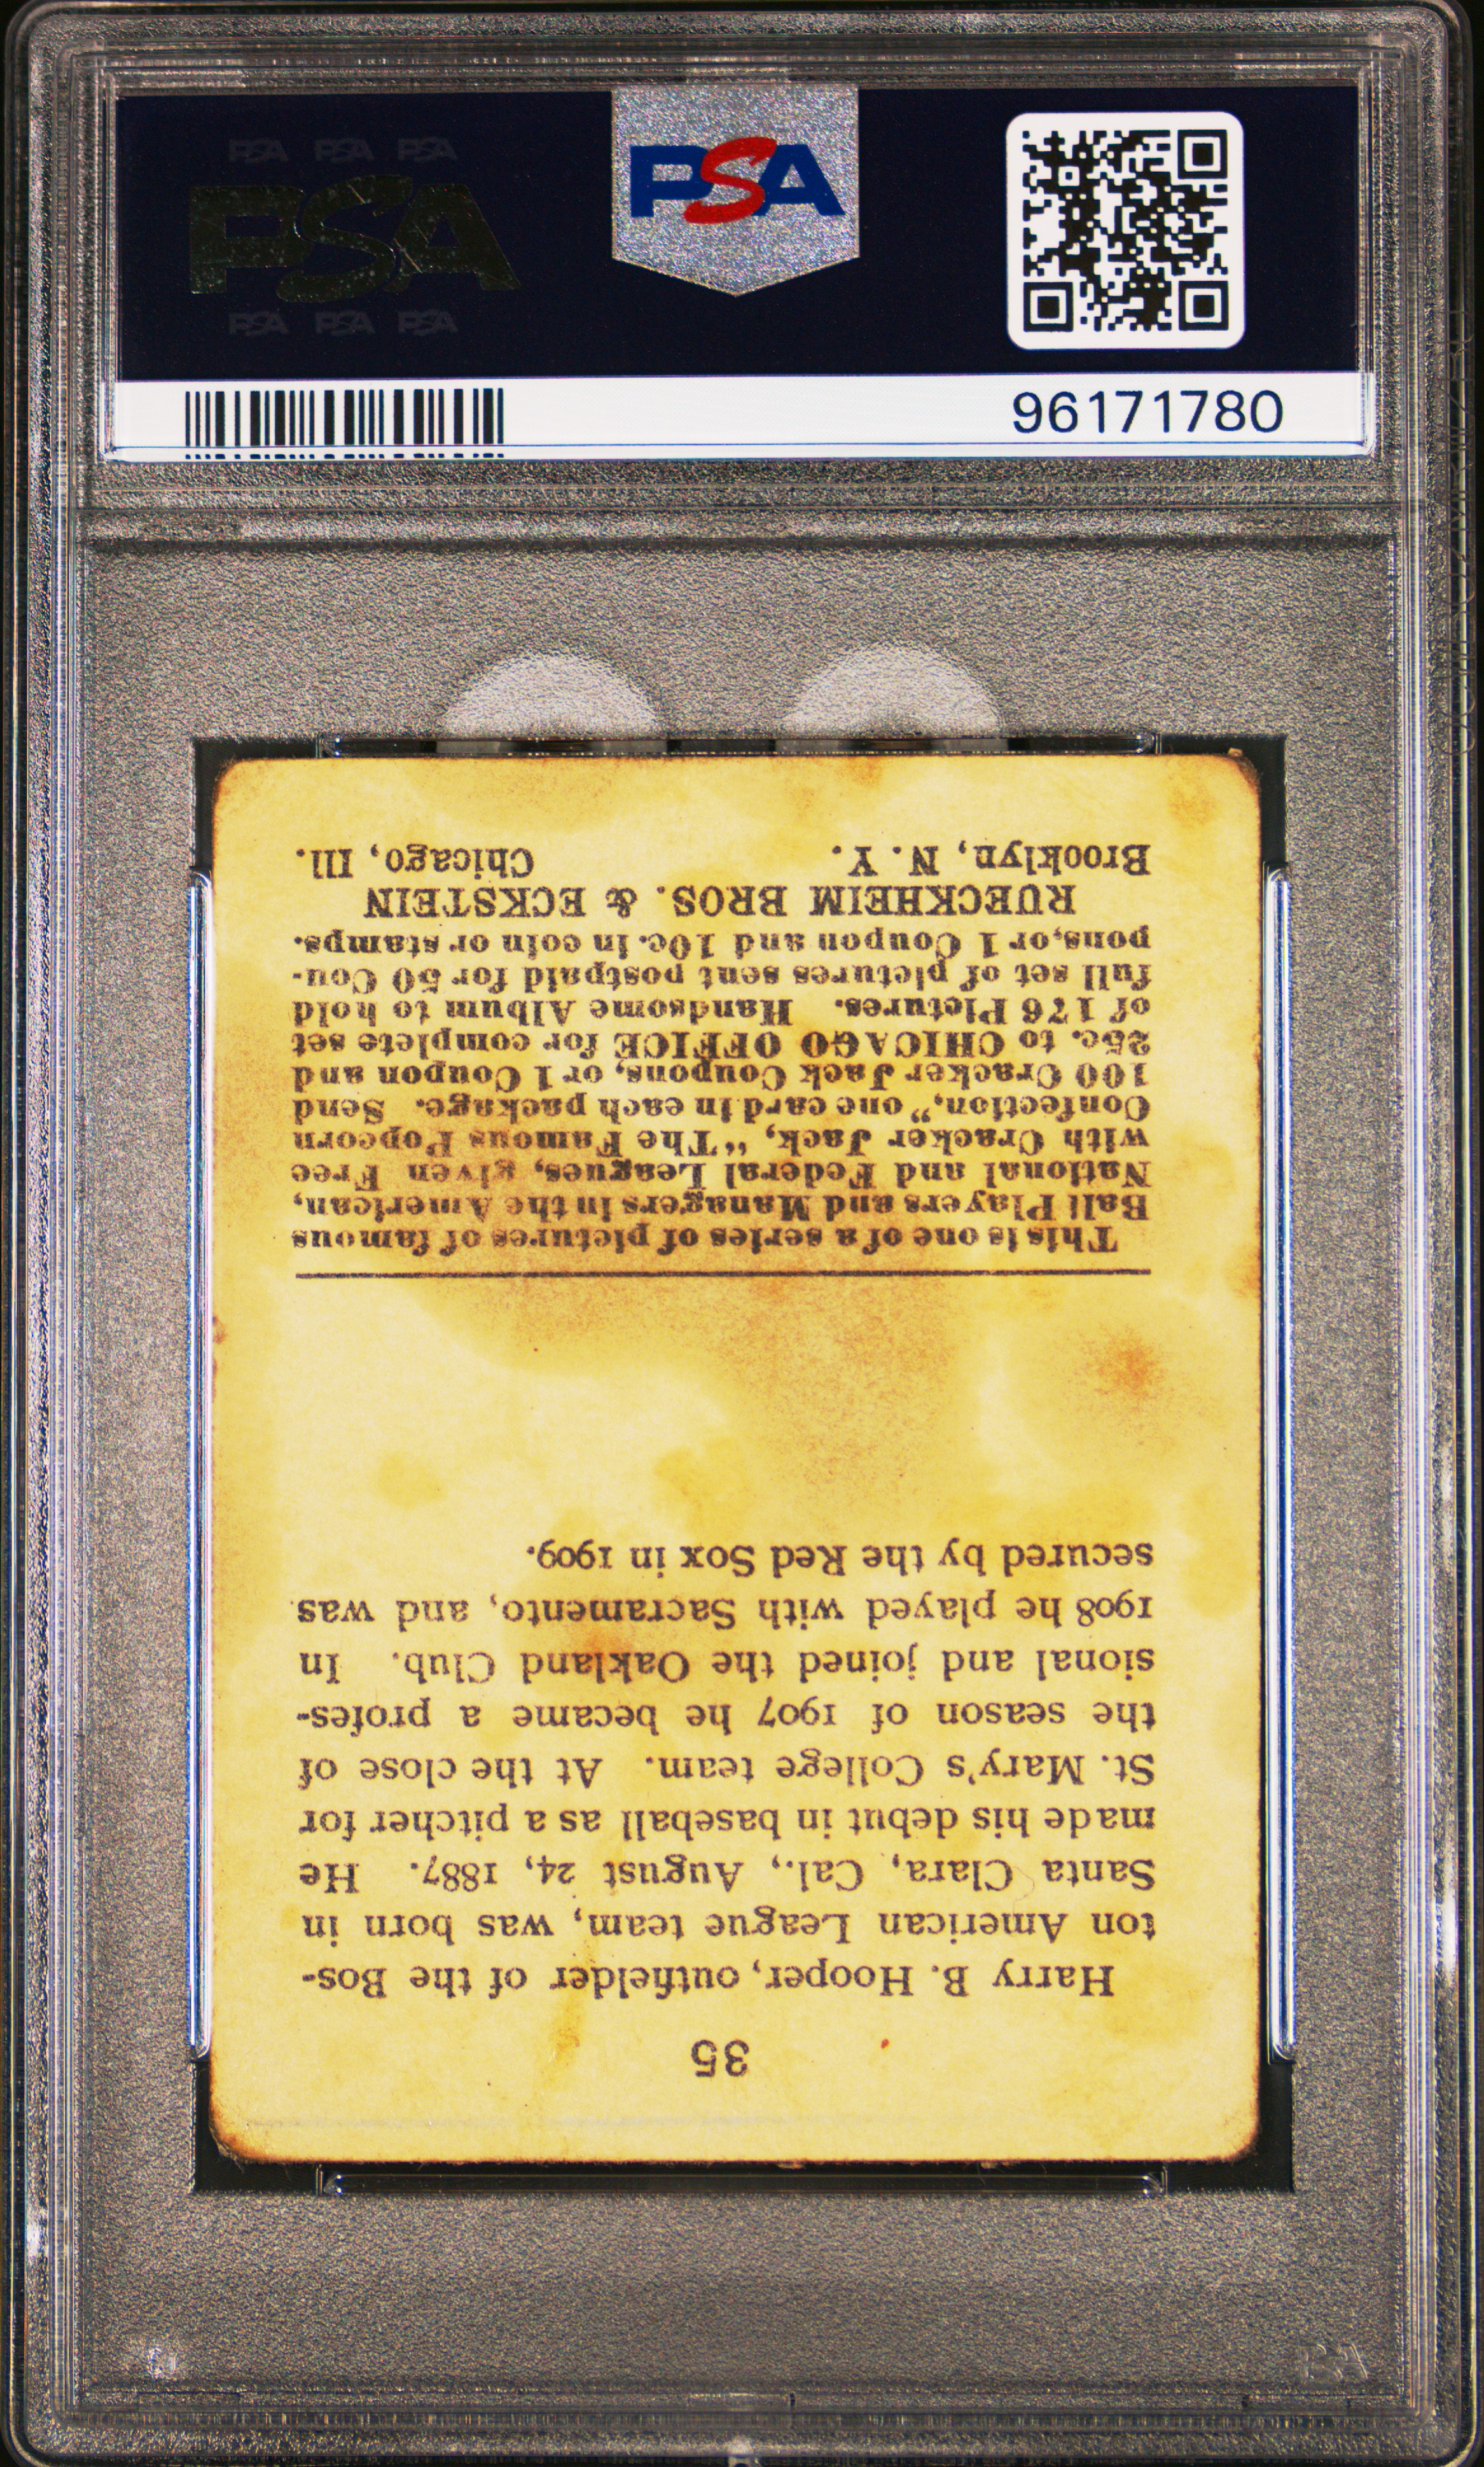 PSA PSA PSA
PSA
PSA PSA PSA
PSA
96171780
35
Harry B. Hooper, outfielder of the Bos-
ton American League team, was born in
Santa Clara, Cal., August 24, 1887. He
made his debut in baseball as a pitcher for
St. Mary's College team. At the close of
the season of 1907 he became a profes-
sional and joined the Oakland Club. In
1908 he played with Sacramento, and was
secured by the Red Sox in 1909.
This is one of a series of pictures of famous
Ball Players and Managers in the American,
National and Federal Leagues, given Free
with Cracker Jack, "The Famous Popcorn
Confection," one card in each package. Send
100 Cracker Jack Coupons, or 1 Coupon and
25c. to CHICAGO OFFICE for complete set
of 176 Pictures. Handsome Album to hold
full set of pictures sent postpaid for 50 Cou-
pons, or 1 Coupon and 10c. in coin or stamps.
RUECKHEIM BROS. & ECKSTEIN
Brooklyn, N. Y. Chicago, Ill.